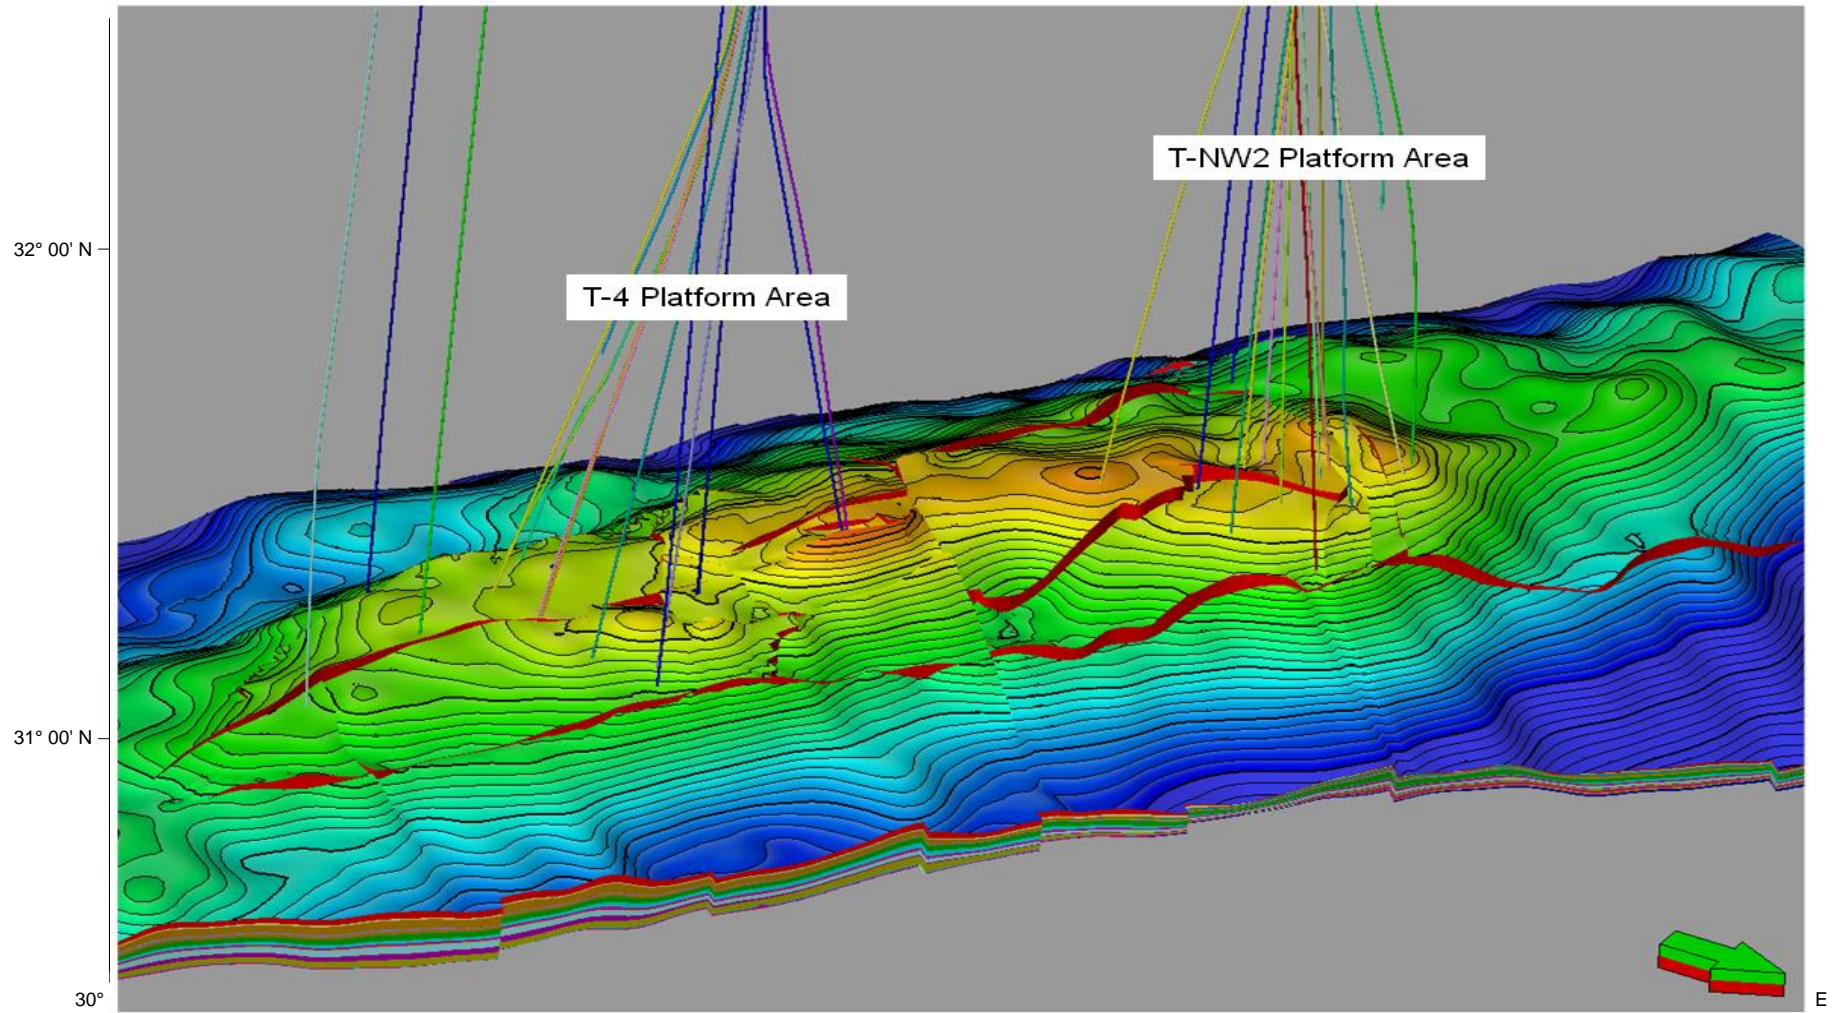 T-NW2 Platform Area
32° 00' N
T-4 Platform Area
31° 00' N
30°
E